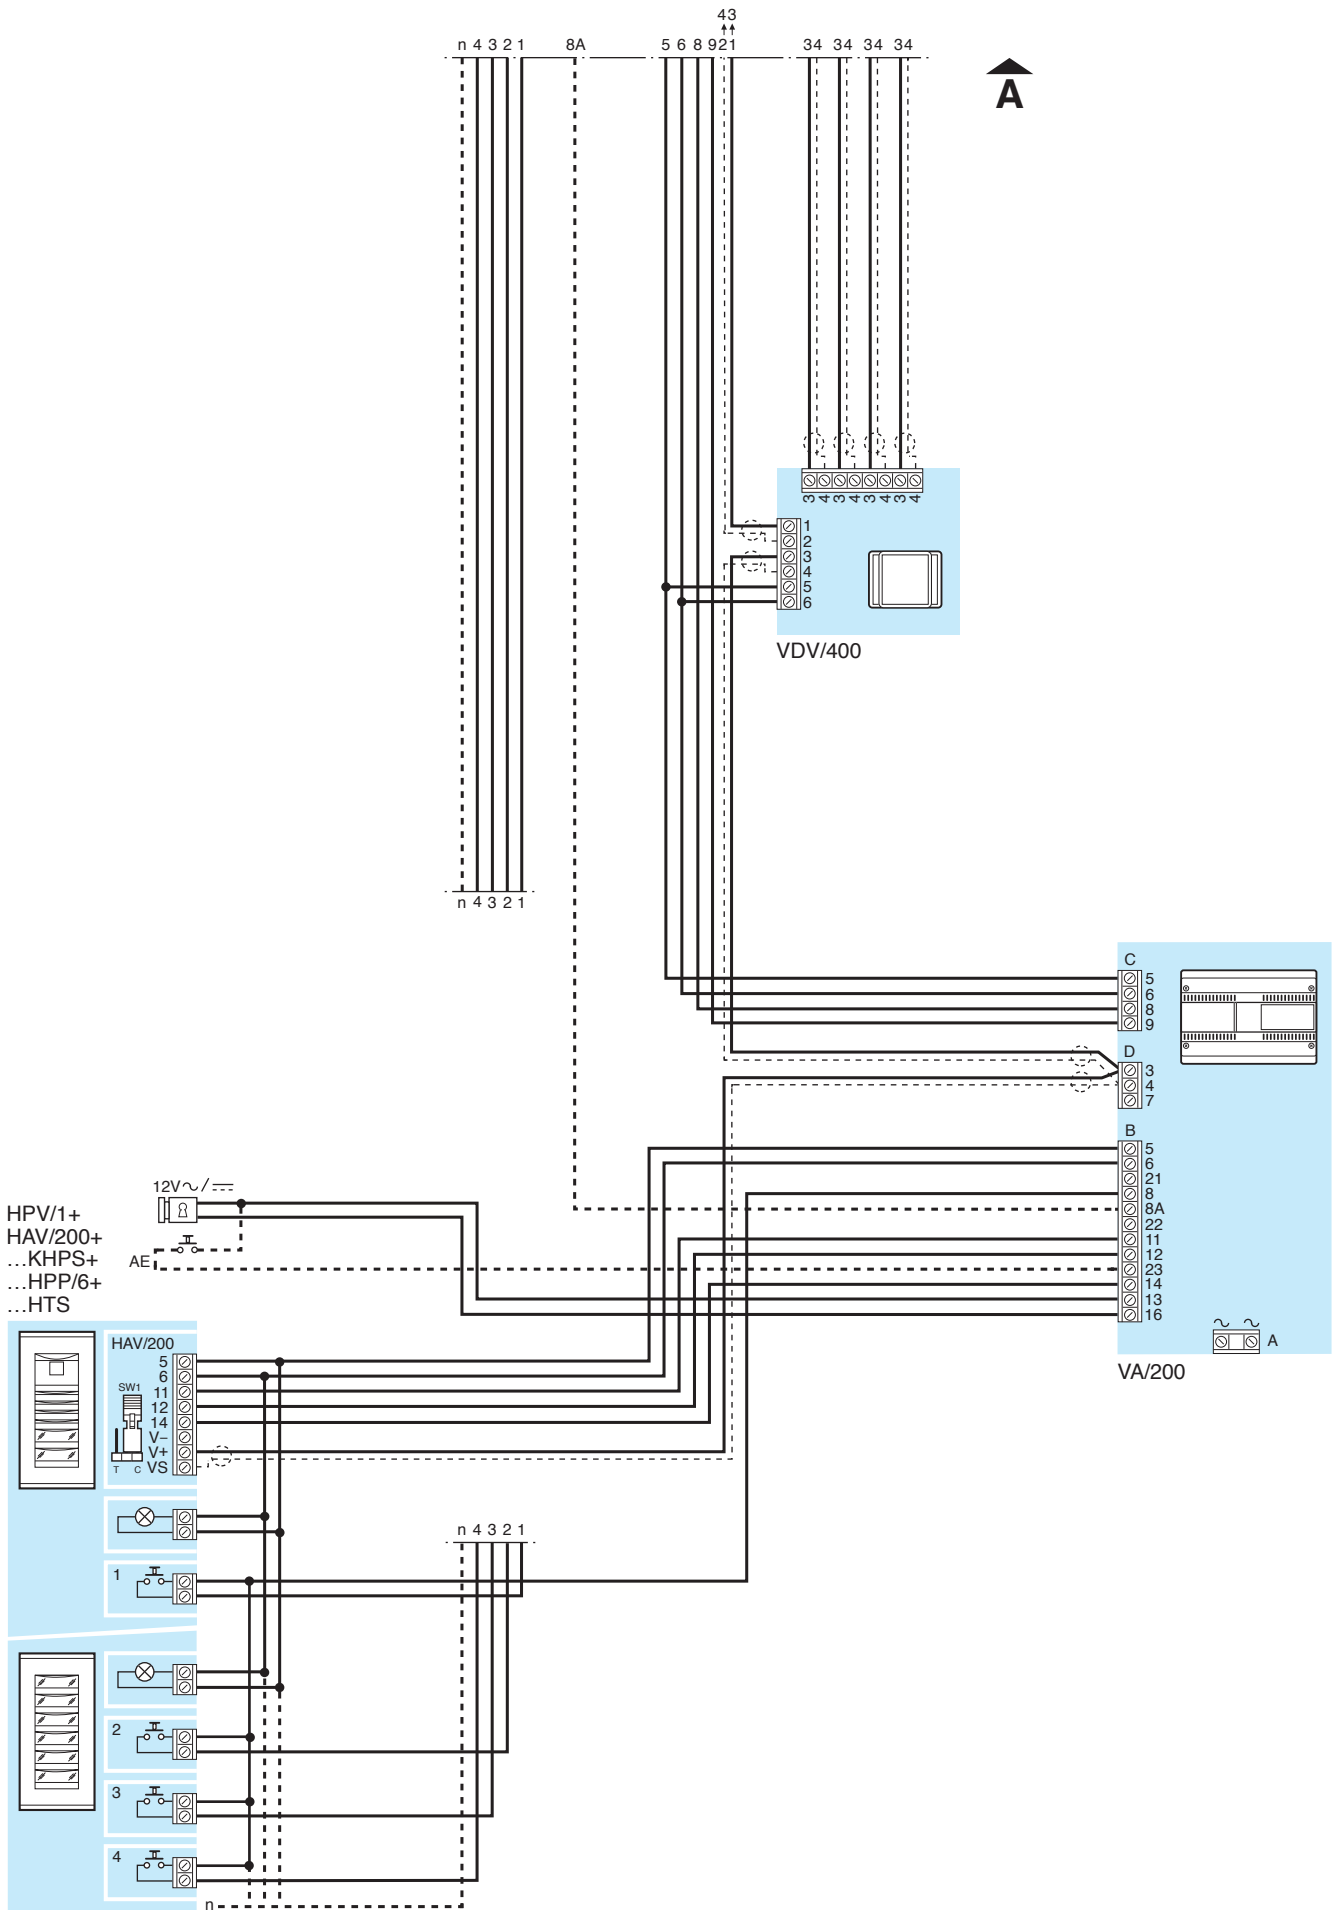 43
n 4 3 2 1 8A 5 6 8 9 2 1 34 34 34 34
A
3 4 3 4 3 4 3 4
1
2
3
4
5
6
VDV/400
n 4 3 2 1
C
5
6
8
9
D
3
4
7
B
5
6
21
8
8A
22
11
12
23
14
13
16
A
VA/200
12V
AE
HPV/1+
HAV/200+
...KHPS+
...HPP/6+
...HTS
HAV/200
5
6
11
12
14
V–
V+
VS
SW1
T C
n 4 3 2 1
1
2
3
4
n